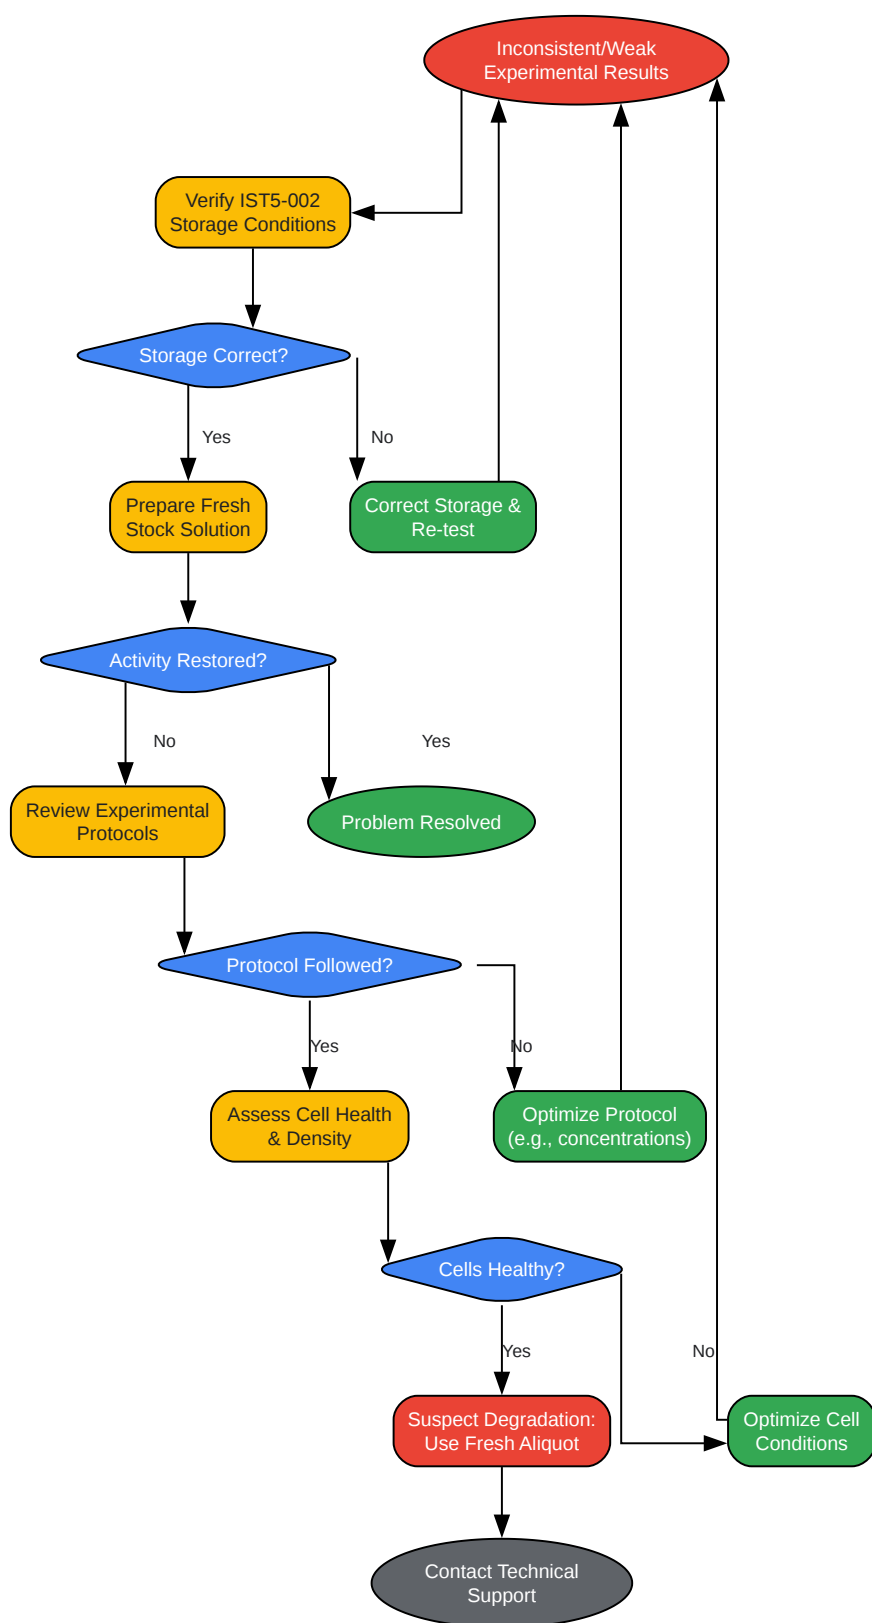 Inconsistent/Weak
Experimental Results
Verify IST5-002
Storage Conditions
Storage Correct?
Yes
No
Prepare Fresh
Stock Solution
Correct Storage &
Re-test
Activity Restored?
No
Yes
Review Experimental
Protocols
Problem Resolved
Protocol Followed?
Yes
No
Assess Cell Health
& Density
Optimize Protocol
(e.g., concentrations)
Cells Healthy?
Yes
No
Suspect Degradation:
Use Fresh Aliquot
Optimize Cell
Conditions
Contact Technical
Support